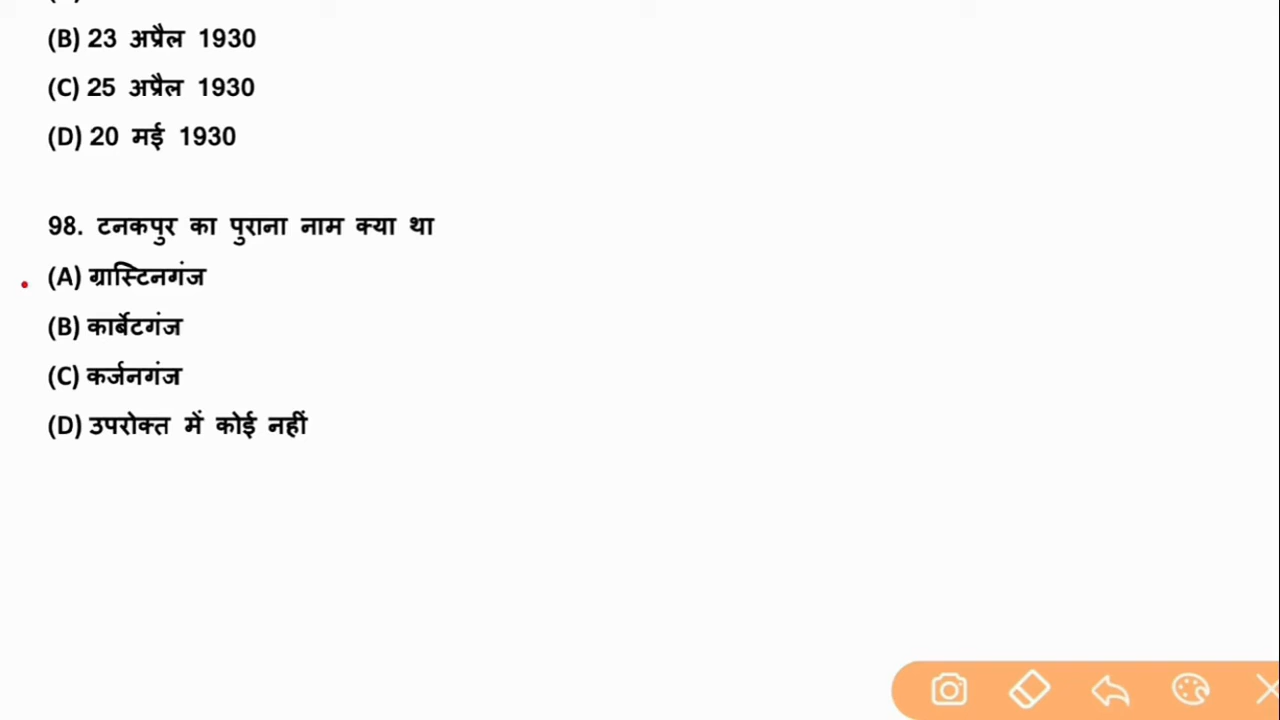 (B) 23 अप्रैल 1930
(C) 25 अप्रैल 1930
(D) 20 मई 1930
98. टनकपुर का पुराना नाम क्या था
(A) ग्रास्टिनगंज
(B) कार्बेटगंज
(C) कर्जनगंज
(D) उपरोक्त में कोई नहीं